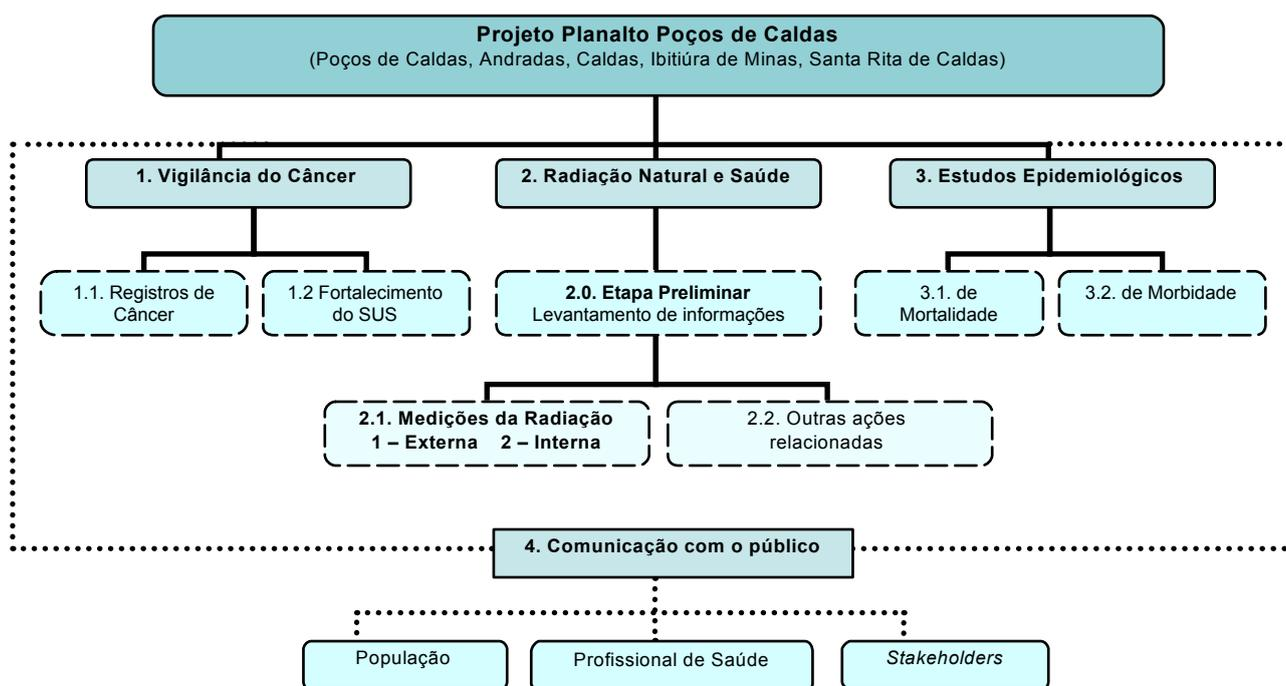 Projeto Planalto Poços de Caldas
(Poços de Caldas, Andradas, Caldas, Ibitiúra de Minas, Santa Rita de Caldas)
1. Vigilância do Câncer
2. Radiação Natural e Saúde
3. Estudos Epidemiológicos
1.1. Registros de
Câncer
1.2 Fortalecimento
do SUS
2.0. Etapa Preliminar
Levantamento de informações
3.1. de
Mortalidade
3.2. de Morbidade
2.1. Medições da Radiação
1 – Externa 2 – Interna
2.2. Outras ações
relacionadas
4. Comunicação com o público
População
Profissional de Saúde
Stakeholders